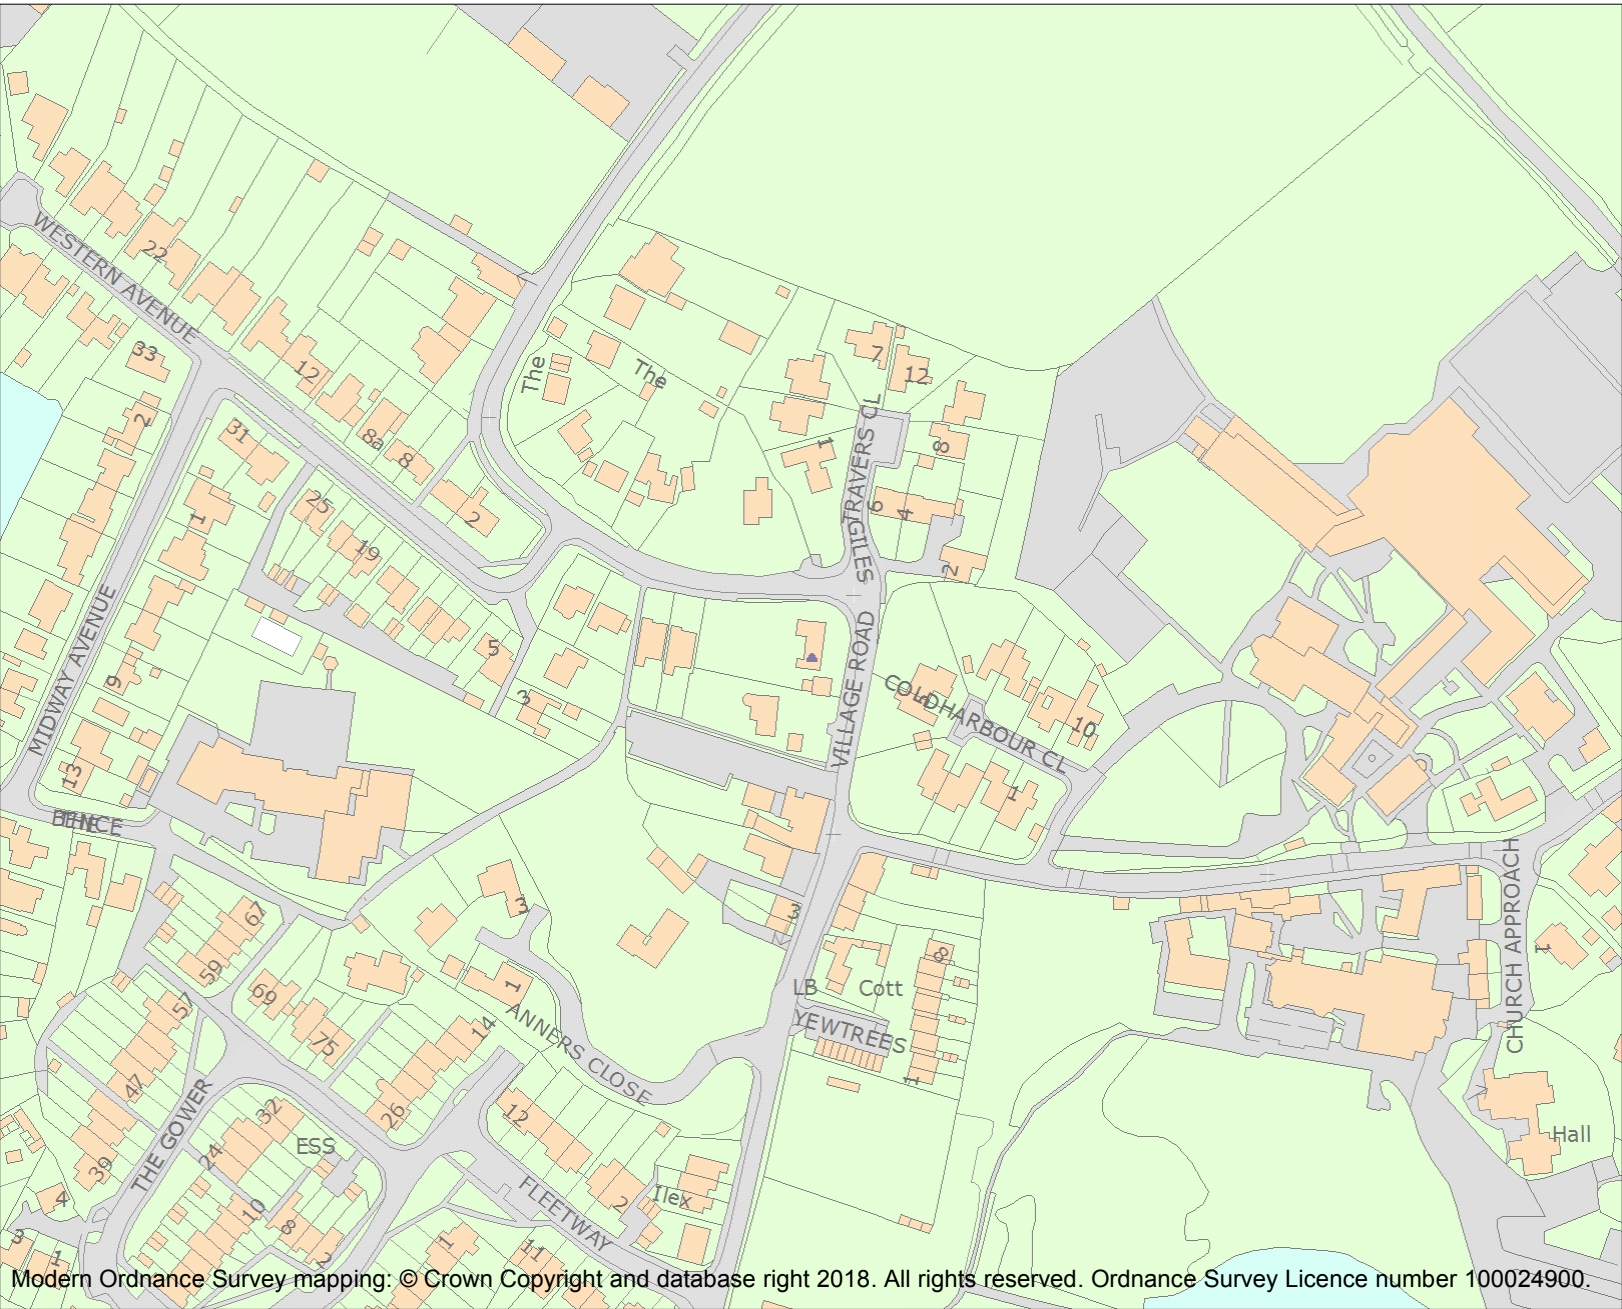 WESTERN AVENUE
22
33
12
2
31
8a
8
2
1
25
19
5
3
9
13
MIDWAY AVENUE
The
The
7
12
1
8
6
4
2
TRAVERS CL
GILES
VILLAGE ROAD
COLDHARBOUR CL
10
1
THE
67
59
57
69
75
47
39
3
1
ANNERS CLOSE
14
26
3
LB
Cott
8
YEWTREES
1
CHURCH APPROACH
1
Hall
THE GOWER
32
24
ESS
10
8
2
4
3
1
12
2
Ilex
FLEETWAY
1
11
Modern Ordnance Survey mapping: © Crown Copyright and database right 2018. All rights reserved. Ordnance Survey Licence number 100024900.